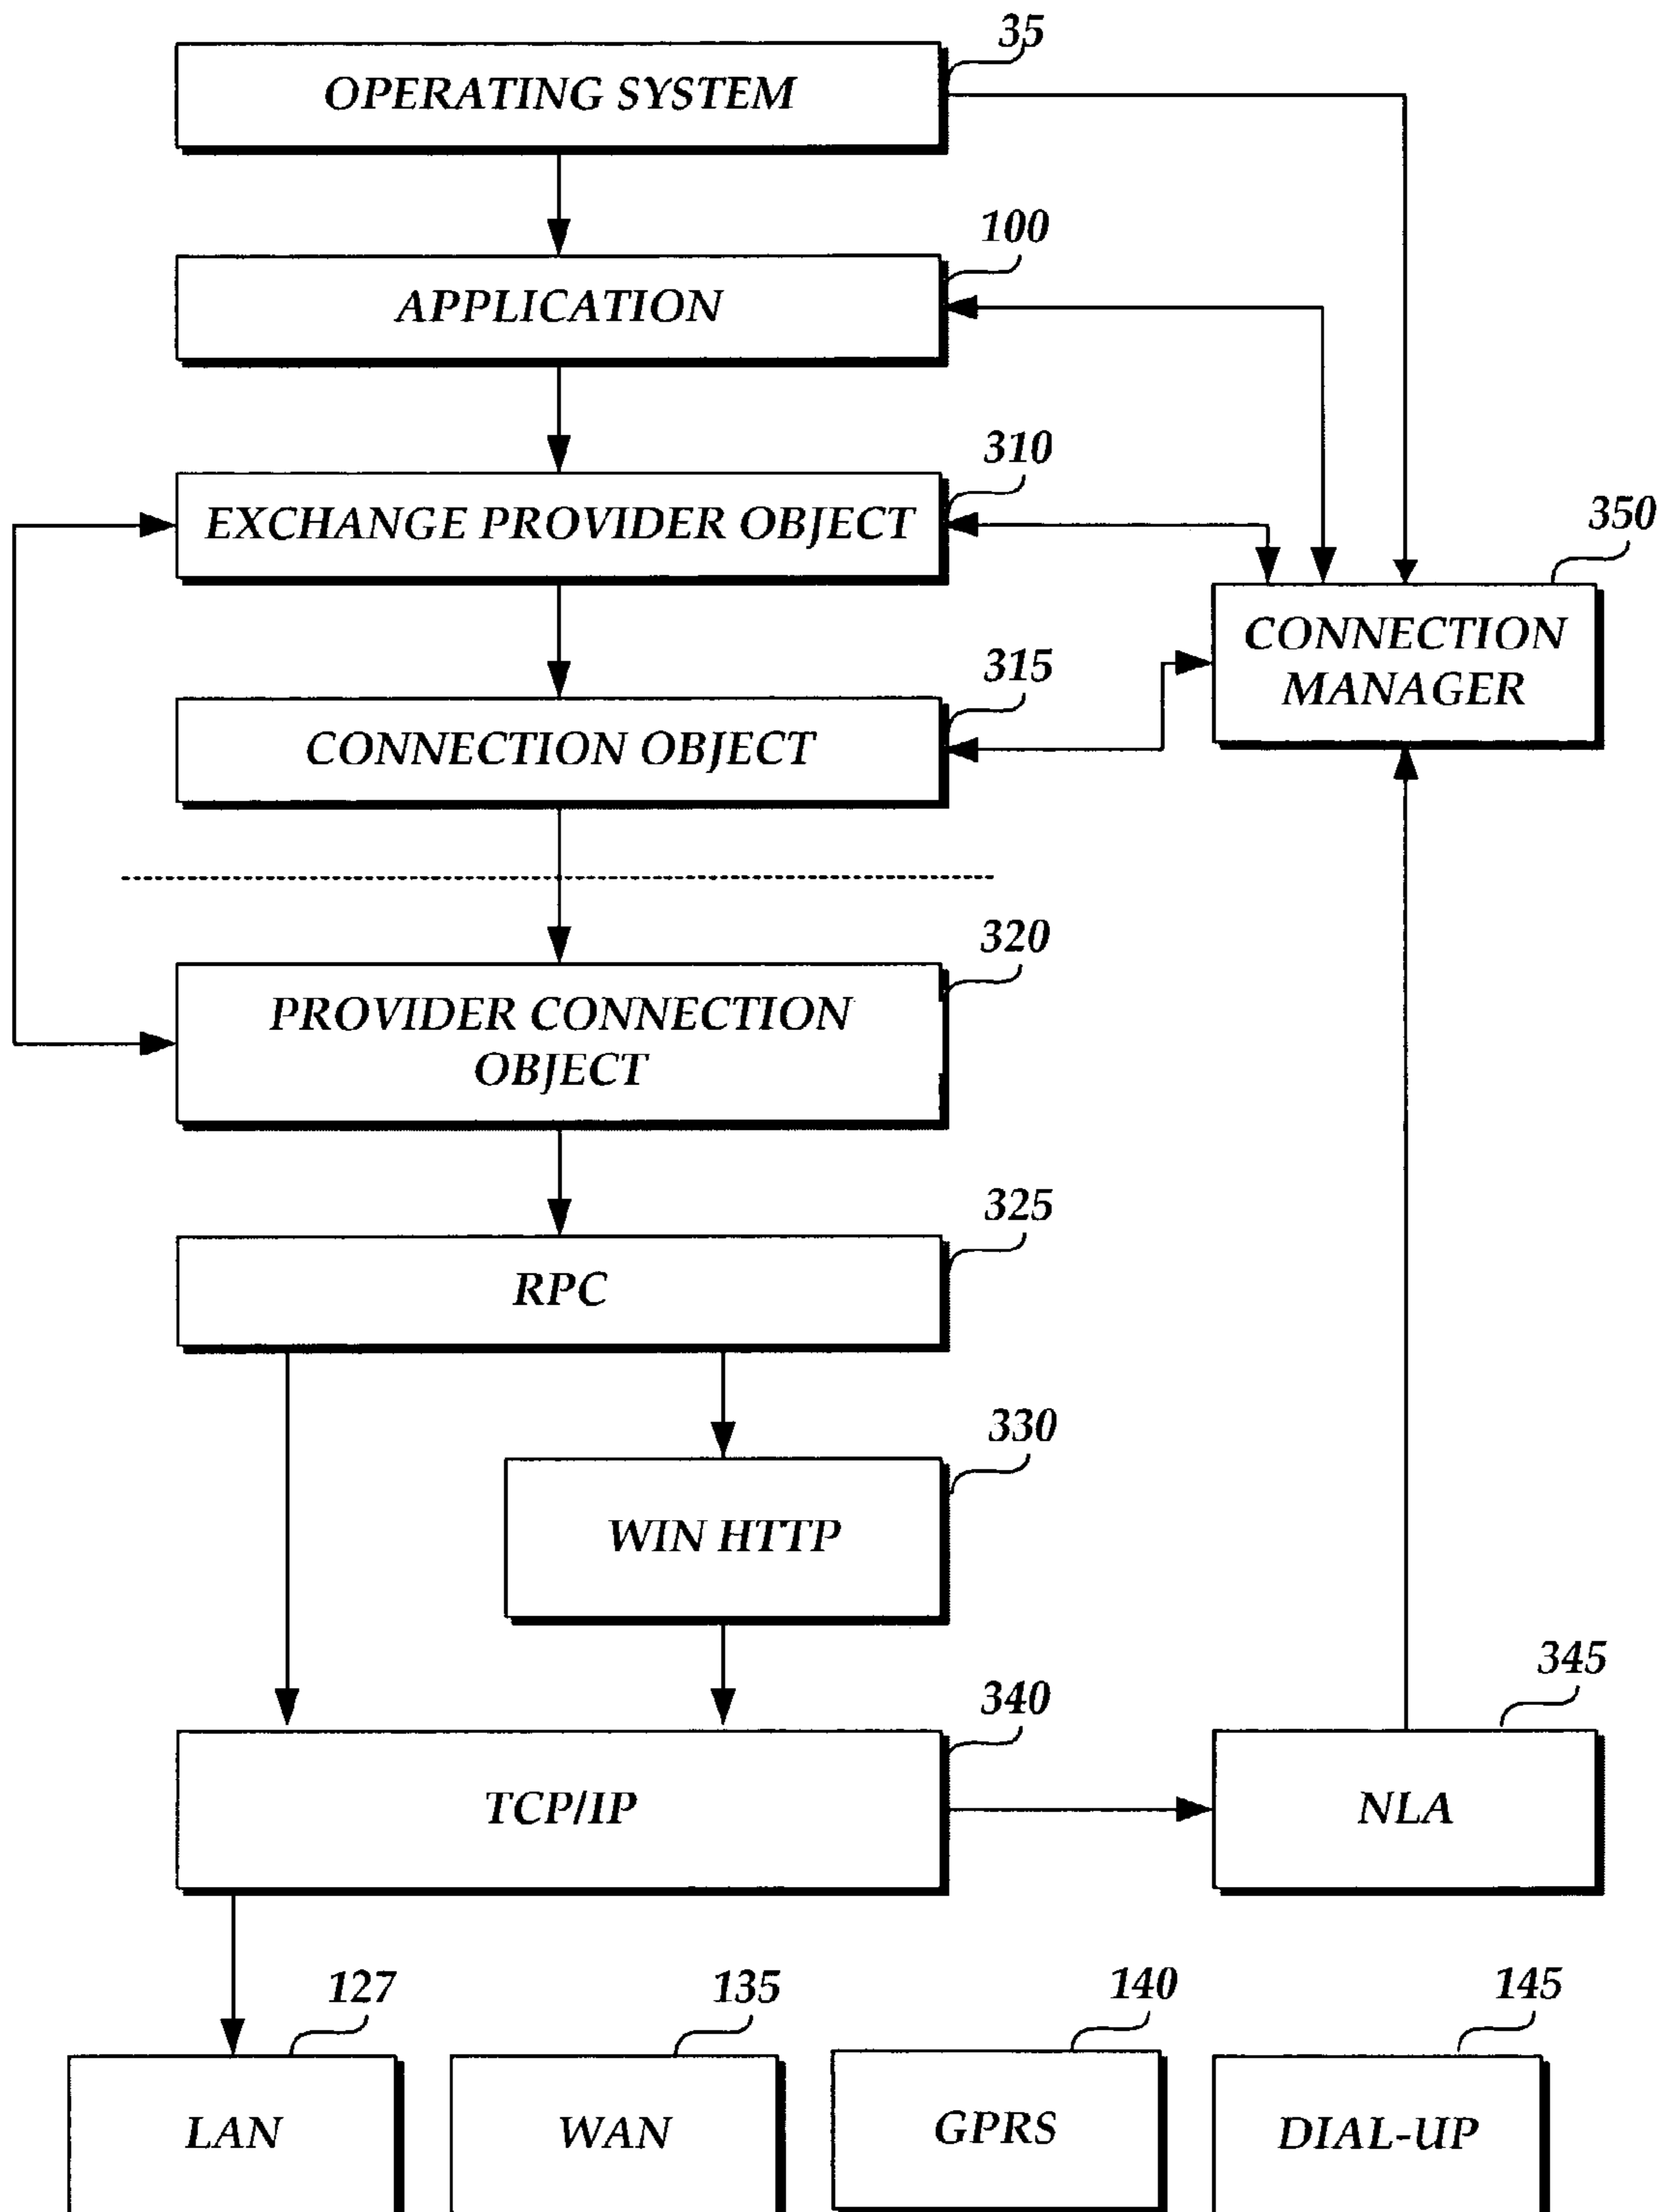 35
OPERATING SYSTEM
100
APPLICATION
310
EXCHANGE PROVIDER OBJECT
350
CONNECTION
MANAGER
315
CONNECTION OBJECT
320
PROVIDER CONNECTION
OBJECT
325
RPC
330
WIN HTTP
340
TCP/IP
345
NLA
127
LAN
135
WAN
140
GPRS
145
DIAL-UP